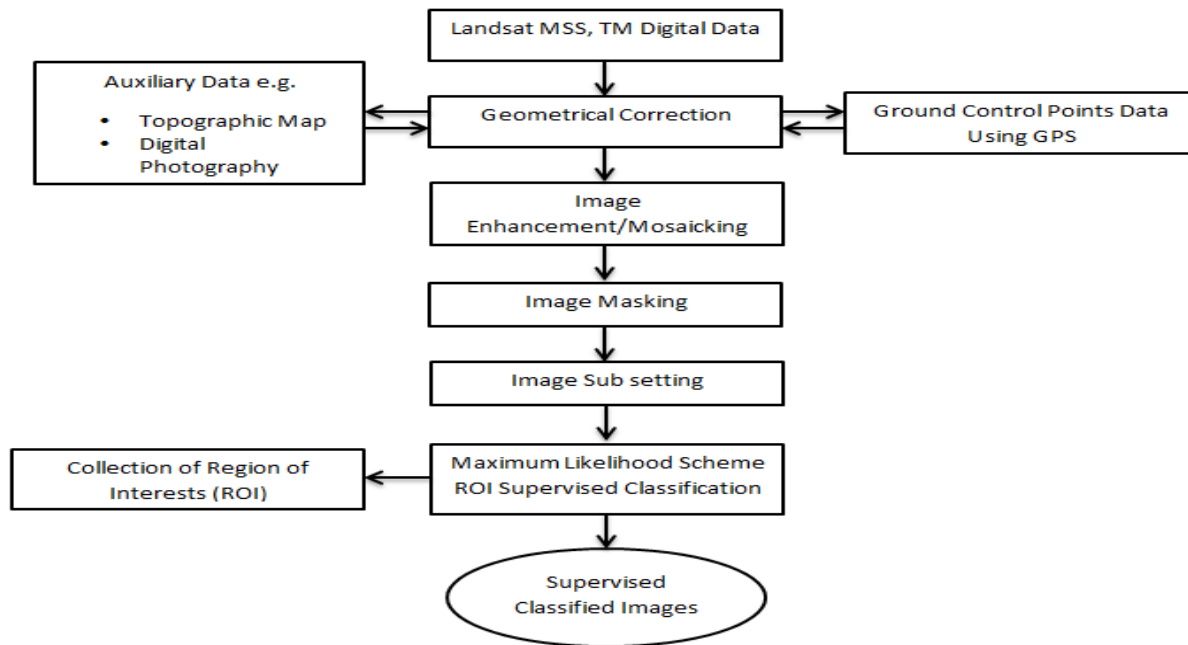 Landsat MSS, TM Digital Data
Auxiliary Data e.g.
• Topographic Map
• Digital
Photography
Geometrical Correction
Ground Control Points Data
Using GPS
Image
Enhancement/Mosaicking
Image Masking
Image Sub setting
Collection of Region of
Interests (ROI)
Maximum Likelihood Scheme
ROI Supervised Classification
Supervised
Classified Images